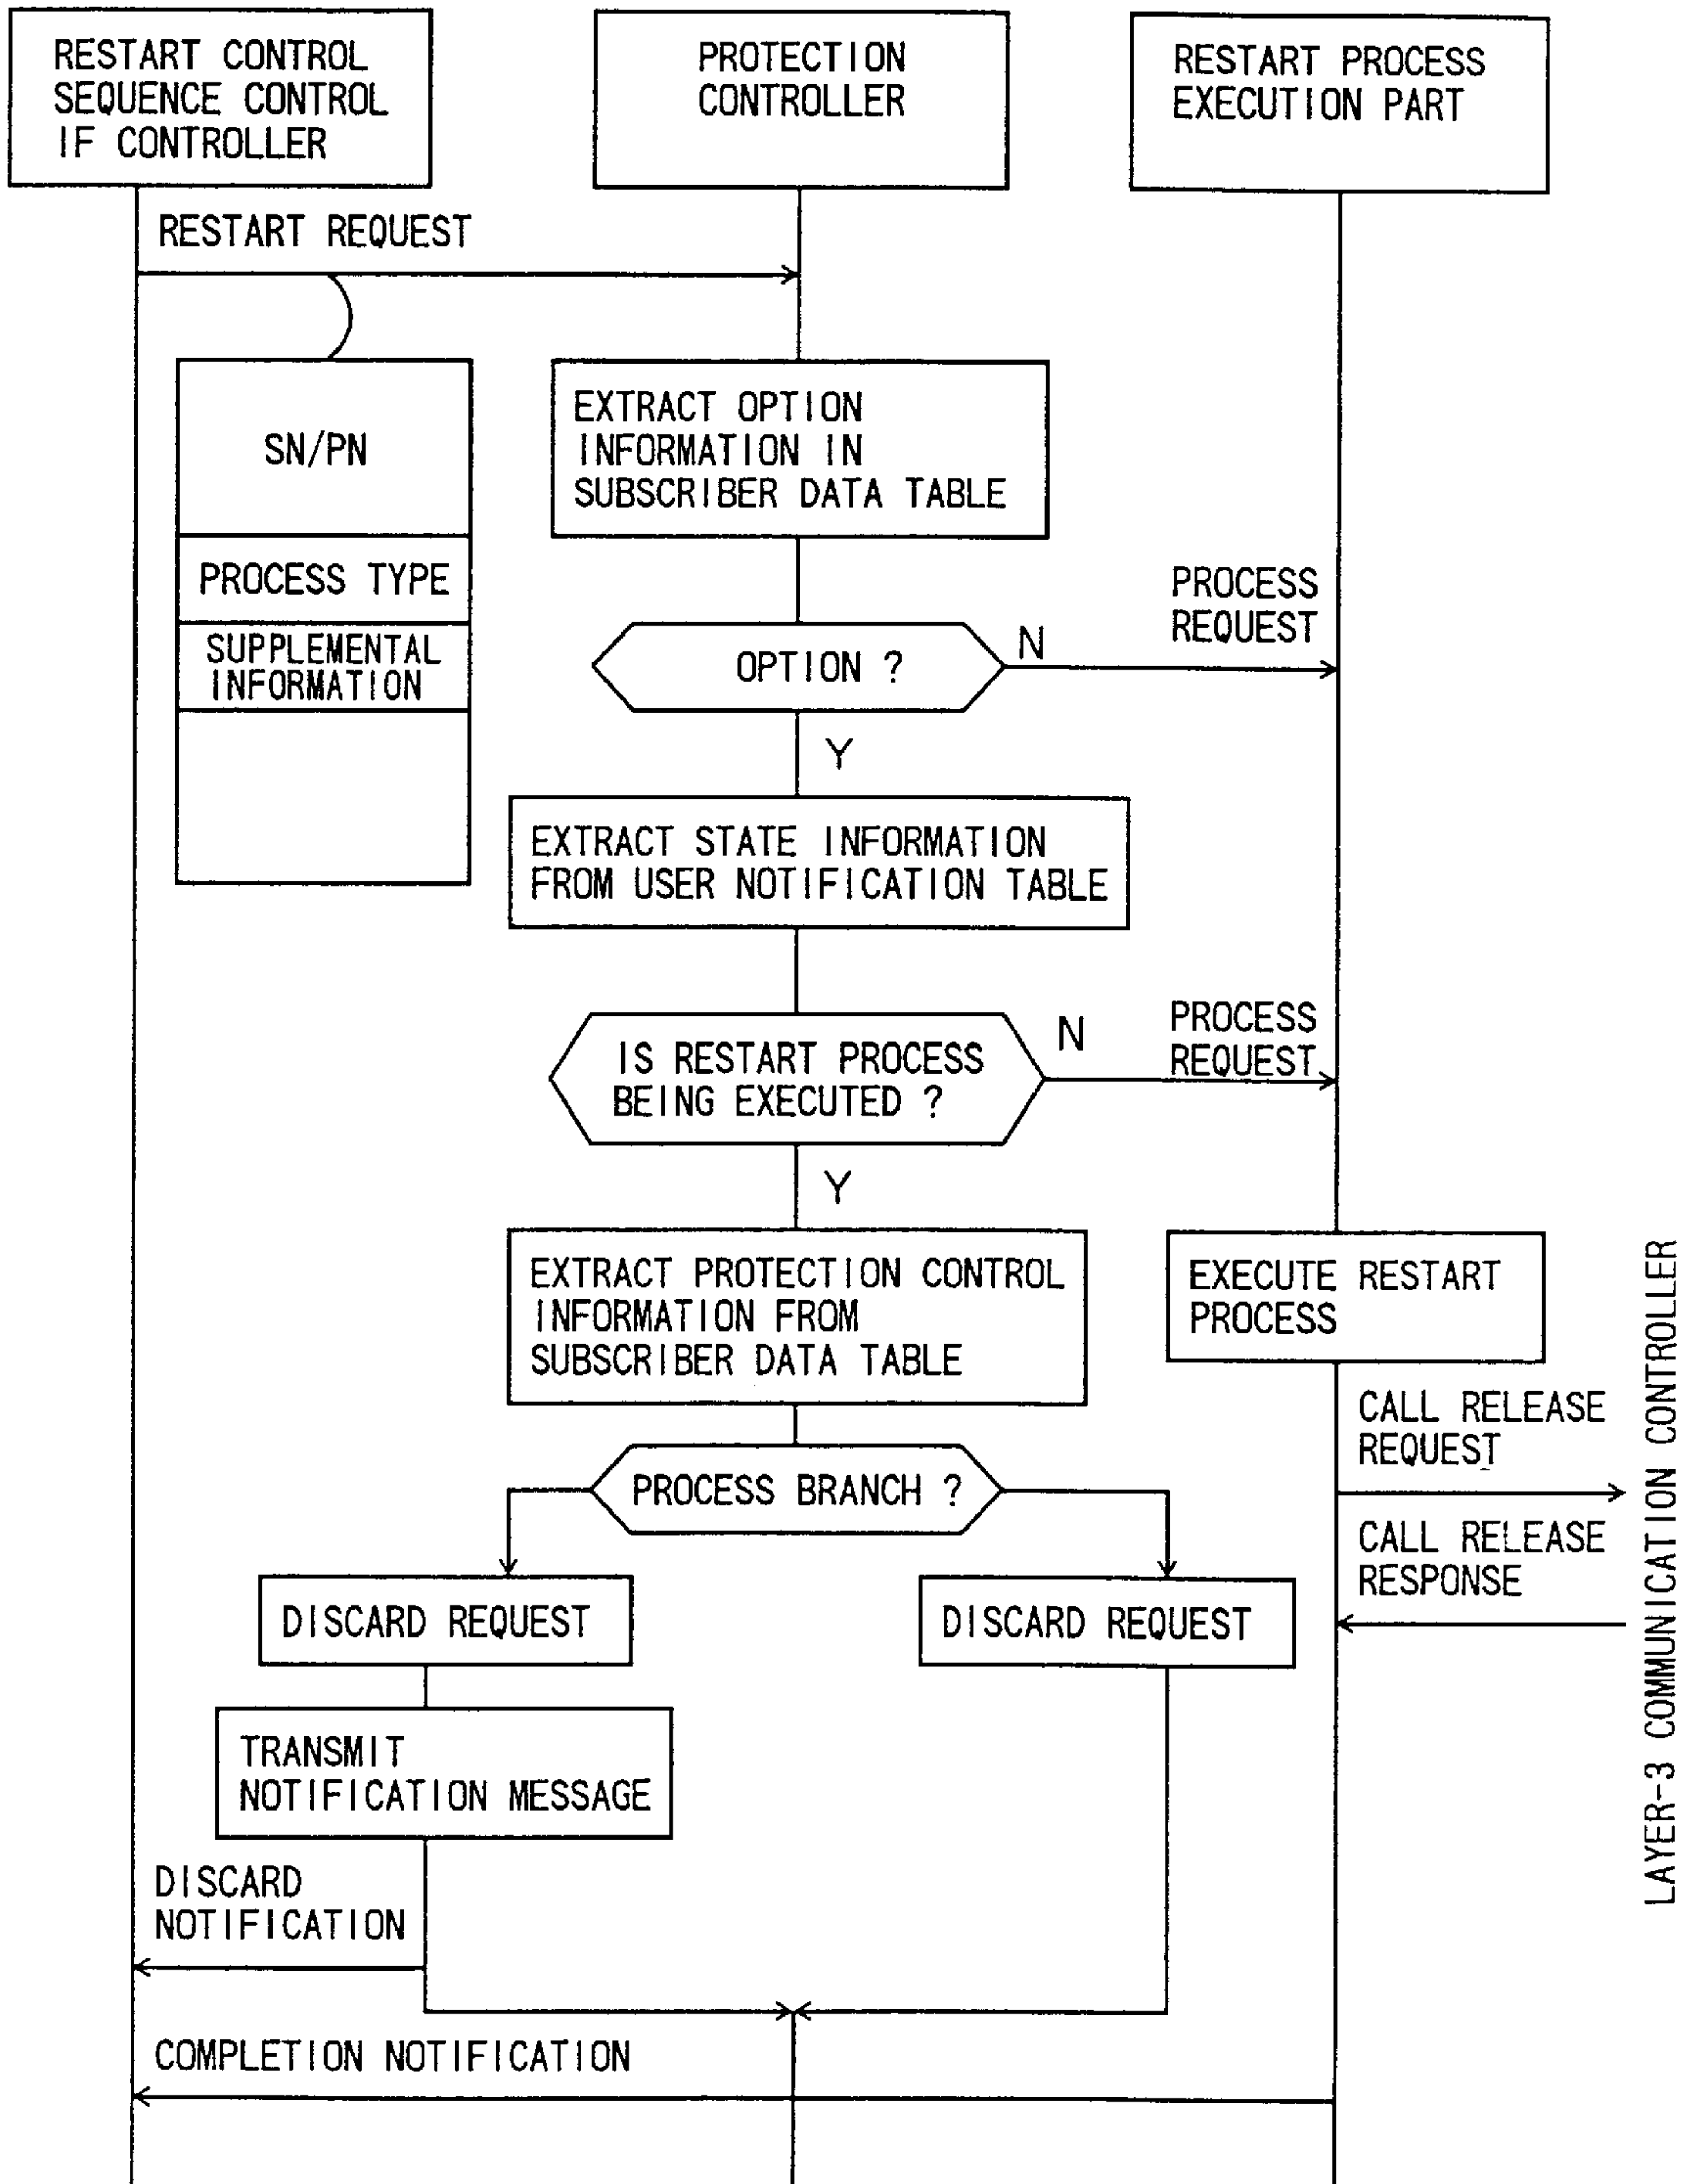 RESTART CONTROL
SEQUENCE CONTROL
IF CONTROLLER
PROTECTION
CONTROLLER
RESTART PROCESS
EXECUTION PART
RESTART REQUEST
SN/PN
PROCESS TYPE
SUPPLEMENTAL
INFORMATION
EXTRACT OPTION
INFORMATION IN
SUBSCRIBER DATA TABLE
OPTION ?
N
PROCESS
REQUEST
Y
EXTRACT STATE INFORMATION
FROM USER NOTIFICATION TABLE
IS RESTART PROCESS
BEING EXECUTED ?
N
PROCESS
REQUEST
Y
EXTRACT PROTECTION CONTROL
INFORMATION FROM
SUBSCRIBER DATA TABLE
EXECUTE RESTART
PROCESS
CALL RELEASE
REQUEST
CALL RELEASE
RESPONSE
LAYER-3 COMMUNICATION CONTROLLER
PROCESS BRANCH ?
DISCARD REQUEST
DISCARD REQUEST
TRANSMIT
NOTIFICATION MESSAGE
DISCARD
NOTIFICATION
COMPLETION NOTIFICATION